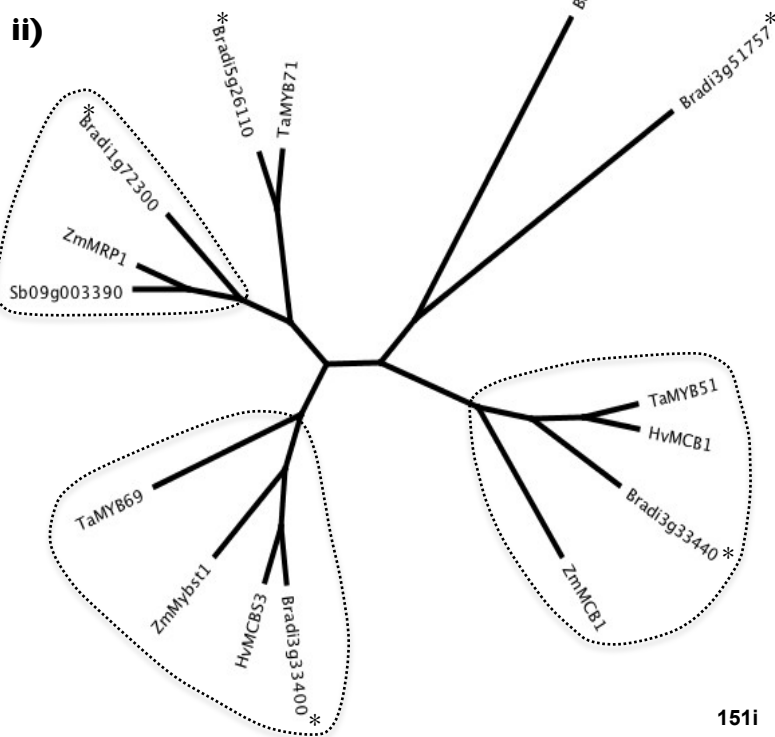 ii)
*Bradi5g26110
TaMYB71
Bradi3g51757*
*Bradi1g72300
ZmMRP1
Sb09g003390
TaMYB51
HvMCB1
Bradi3g33440*
ZmMCB1
TaMYB69
ZmMybst1
HvMCBS3
Bradi3g33400*
151i